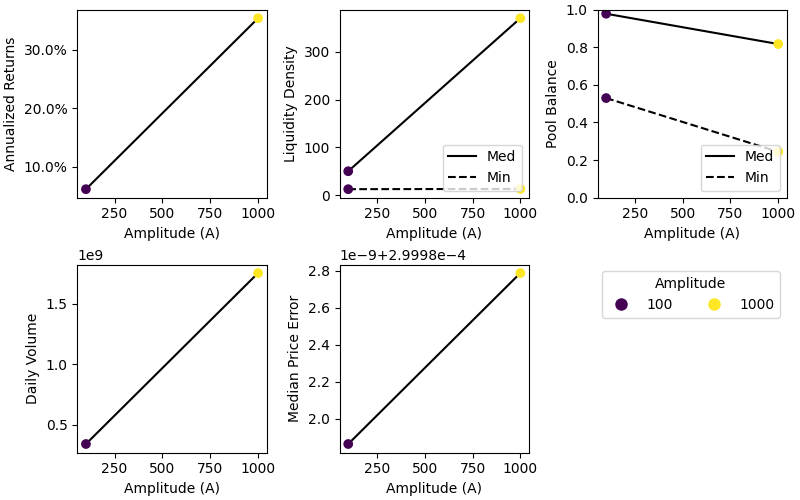 Annualized Returns
30.0%
20.0%
10.0%
250
500
750
1000
Amplitude (A)
Liquidity Density
300
200
100
0
Med
Min
250
500
750
1000
Amplitude (A)
Pool Balance
1.0
0.8
0.6
0.4
0.2
0.0
Med
Min
250
500
750
1000
Amplitude (A)
1e9
Daily Volume
1.5
1.0
0.5
250
500
750
1000
Amplitude (A)
1e−9+2.9998e−4
Median Price Error
2.8
2.6
2.4
2.2
2.0
250
500
750
1000
Amplitude (A)
Amplitude
100
1000